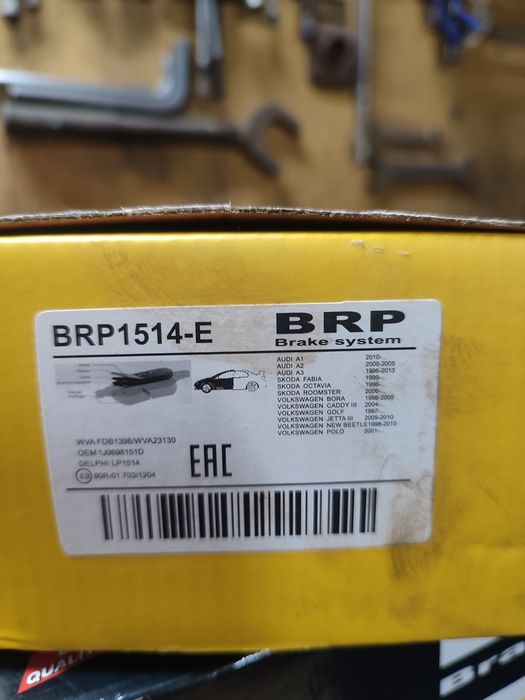 BRP1514-E
BRP
Brake system
AUDI A1 2010-...
AUDI A2 2000-2005
AUDI A3 1996-2013
SKODA FABIA 1999-...
SKODA OCTAVIA 1996-...
SKODA ROOMSTER 2006-...
VOLKSWAGEN BORA 1998-2005
VOLKSWAGEN CADDY III 2004-...
VOLKSWAGEN GOLF 1997-...
VOLKSWAGEN JETTA III 2005-2010
VOLKSWAGEN NEW BEETLE 1998-2010
VOLKSWAGEN POLO 2001-...
WVA FDB1398/WVA23130
OEM 1J0698151D
DELPHI LP1514
E9 90R-01.703/1204
EAC
QUALIT
Bra